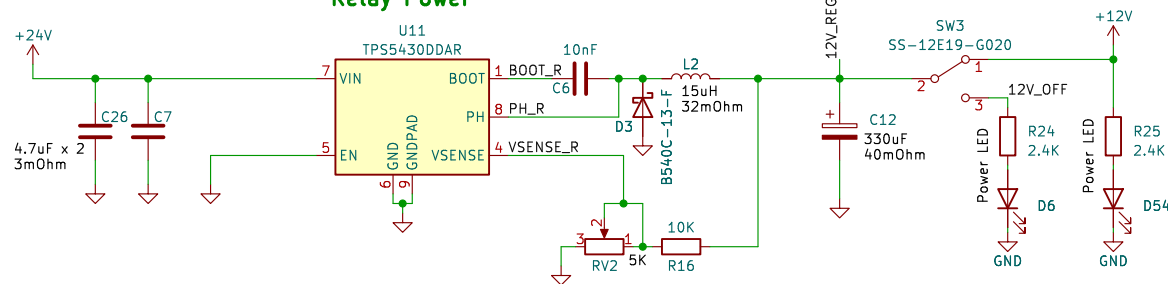 Relay Power
+24V
U11
TPS5430DDAR
7
VIN
BOOT
1
BOOT_R
10nF
C6
PH
8
PH_R
5
EN
GND
GNDPAD
6
9
VSENSE
4
VSENSE_R
C26
C7
4.7uF x 2
3mOhm
D3
B540C-13-F
L2
15uH
32mOhm
12V_REG
C12
+
330uF
40mOhm
SW3
SS-12E19-G020
2
1
3
12V_OFF
+12V
R24
2.4K
Power LED
D6
GND
R25
2.4K
Power LED
D54
GND
2
3
1
RV2
5K
10K
R16